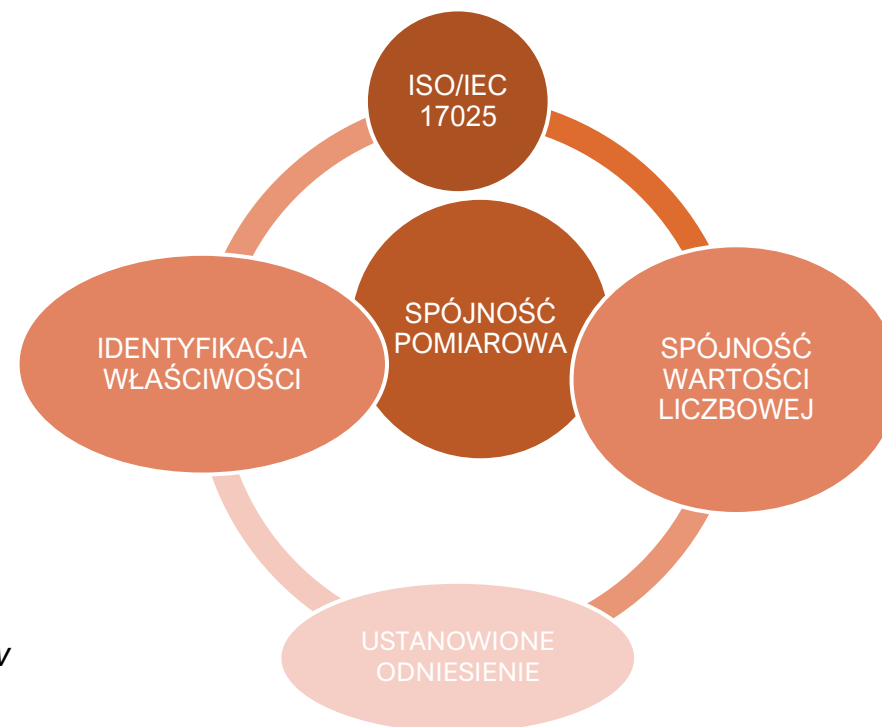 ISO/IEC
17025
SPÓJNOŚĆ
POMIAROWA
IDENTYFIKACJA
WŁAŚCIWOŚCI
SPÓJNOŚĆ
WARTOŚCI
LICZBOWEJ
USTANOWIONE
ODNIESIENIE